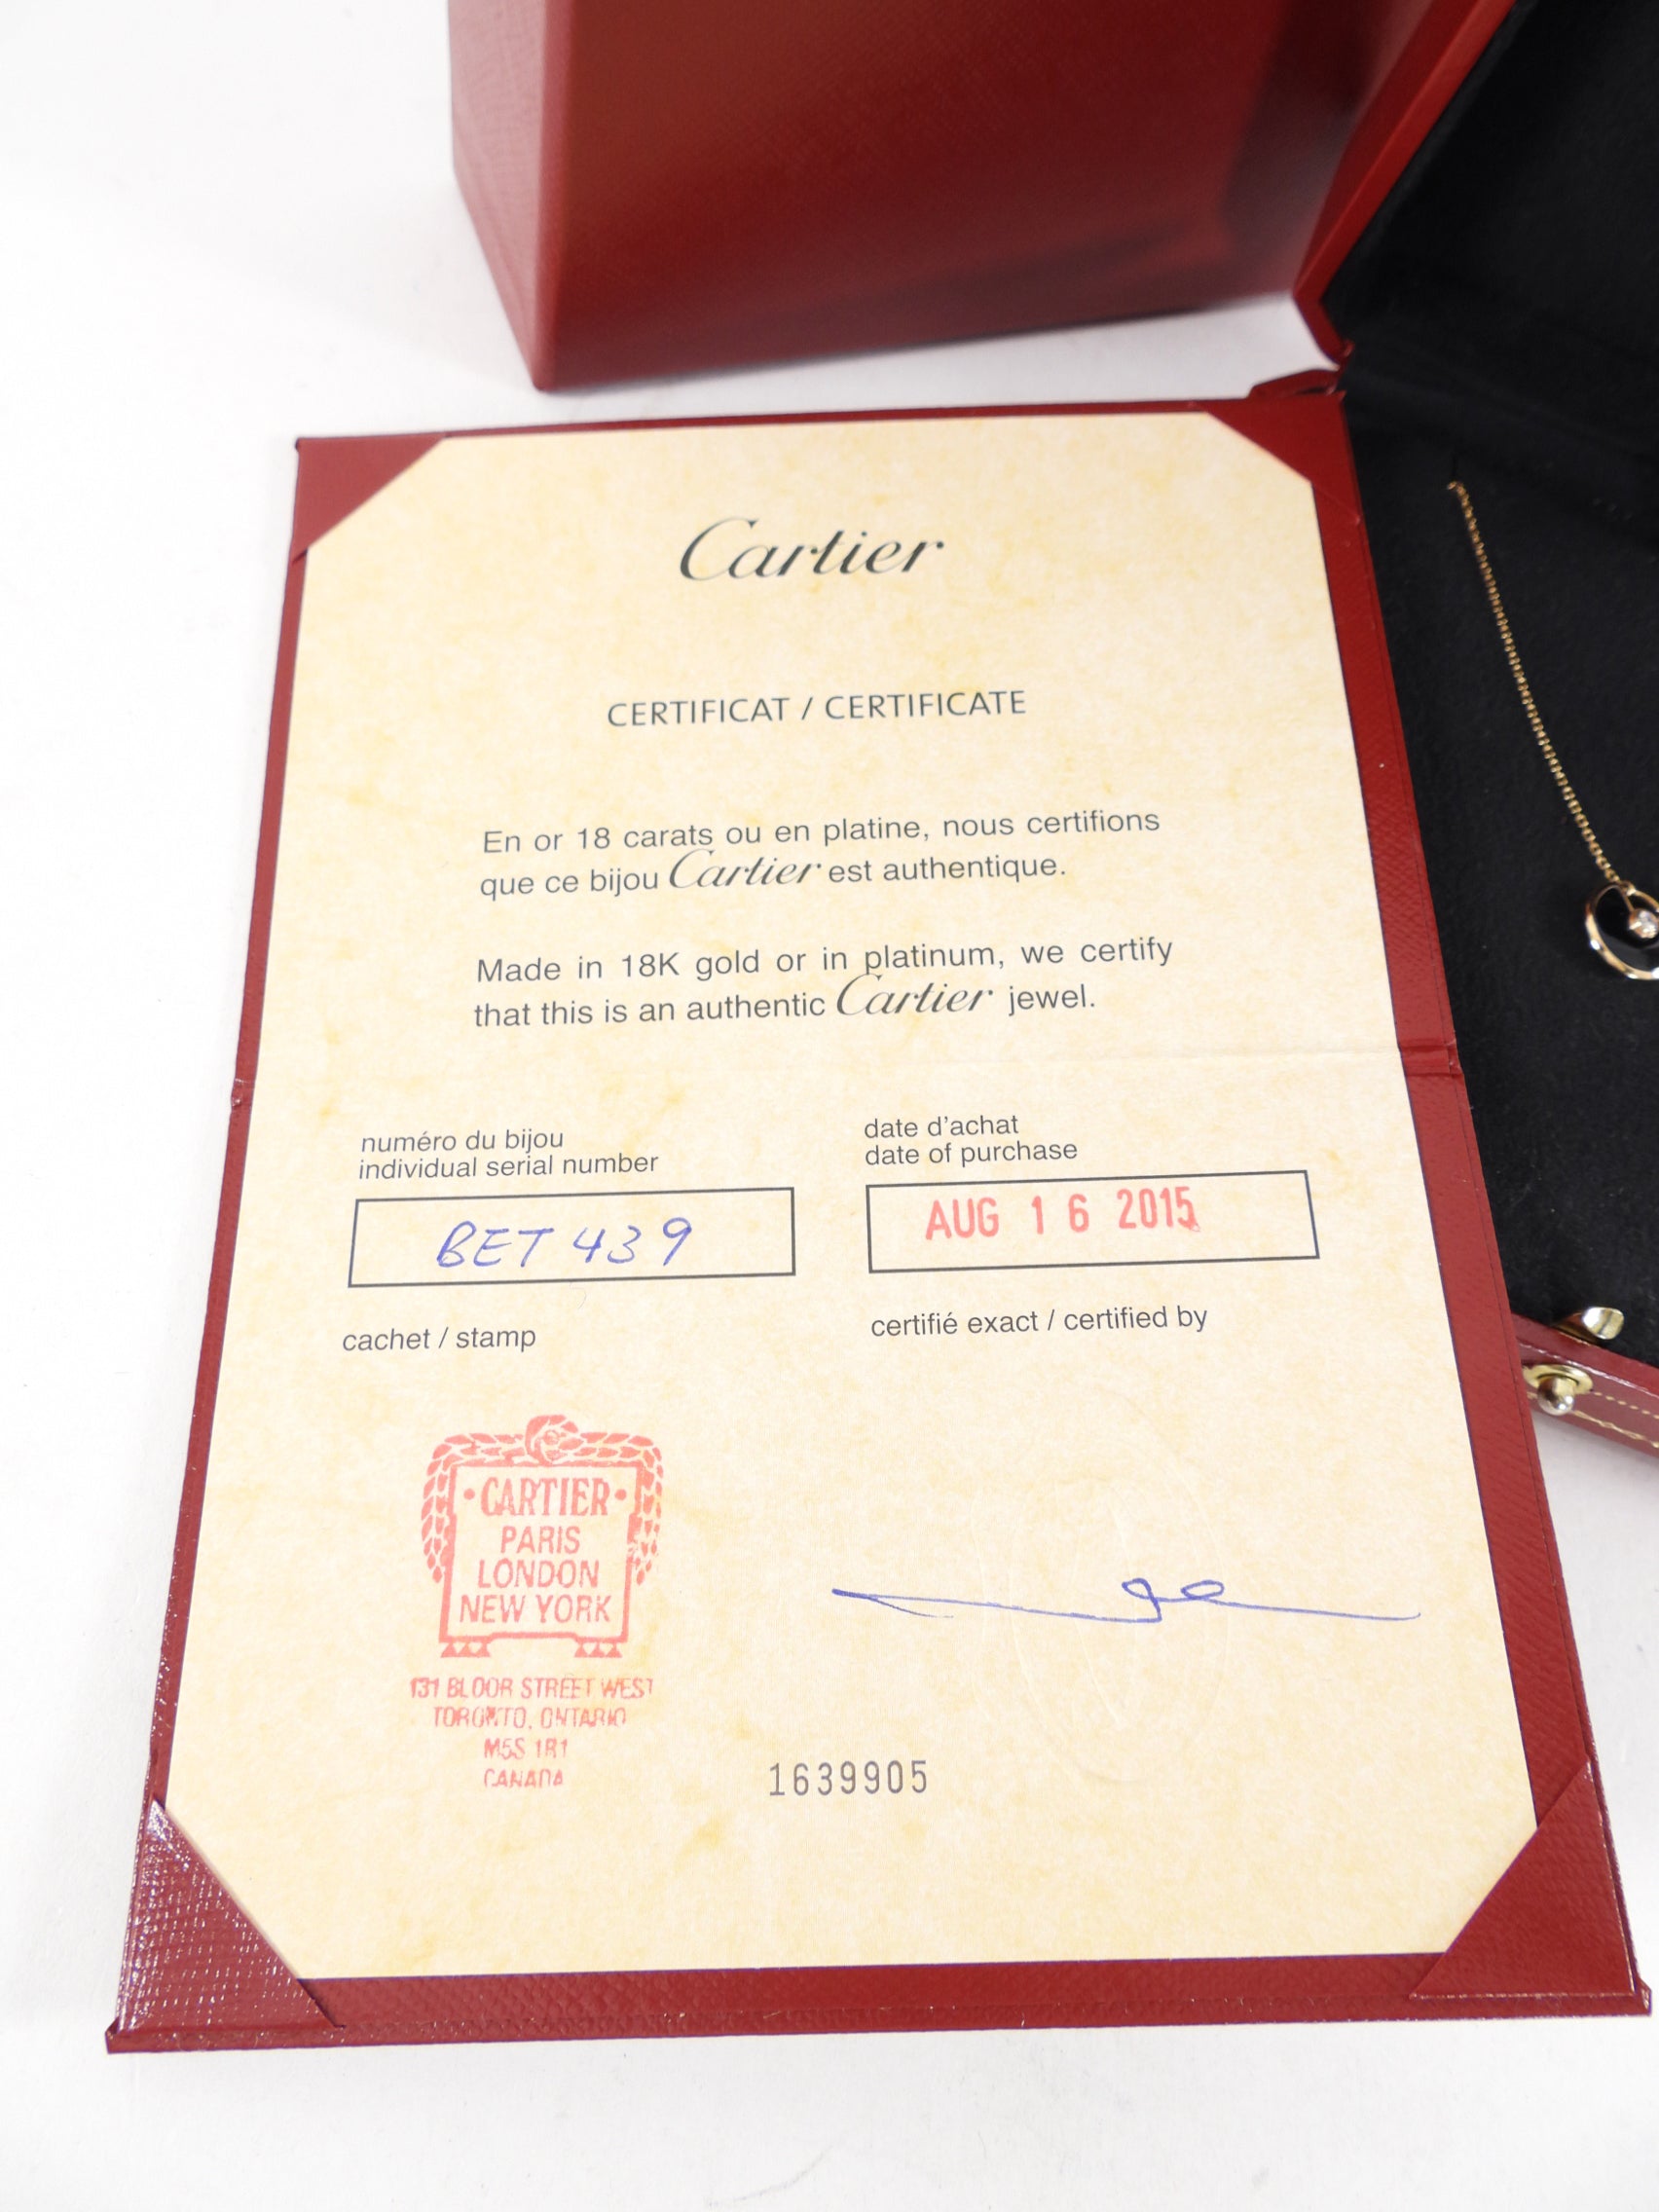 Cartier
CERTIFICAT / CERTIFICATE
En or 18 carats ou en platine, nous certifions
que ce bijou Cartier est authentique.
Made in 18K gold or in platinum, we certify
that this is an authentic Cartier jewel.
numéro du bijou
individual serial number
BET 439
date d'achat
date of purchase
AUG 16 2015
cachet / stamp
certifié exact / certified by
•CARTIER•
PARIS
LONDON
NEW YORK
131 BLOOR STREET WEST
TORONTO, ONTARIO
M5S 1R1
CANADA
1639905